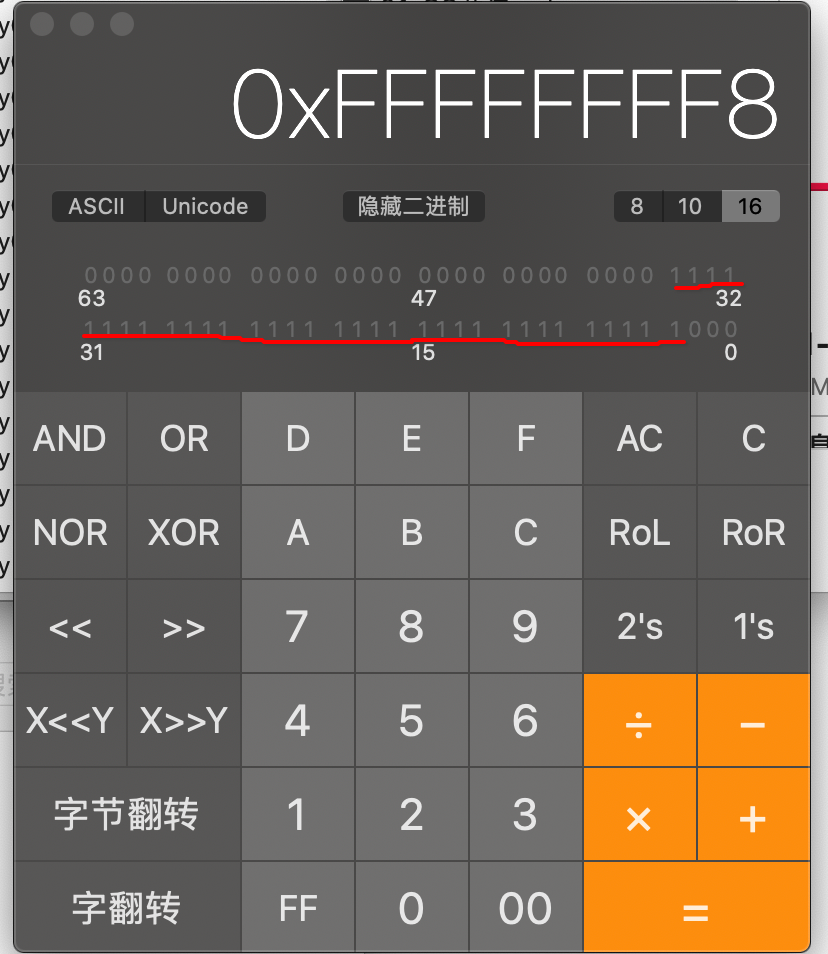 0xFFFFFFFF8
ASCII Unicode 隐藏二进制 8 10 16
0000 0000 0000 0000 0000 0000 0000 1111
63 47 32
1111 1111 1111 1111 1111 1111 1111 1000
31 15 0
AND OR D E F AC C
NOR XOR A B C RoL RoR
<< >> 7 8 9 2's 1's
X<<Y X>>Y 4 5 6 ÷ −
字节翻转 1 2 3 × +
字翻转 FF 0 00 =